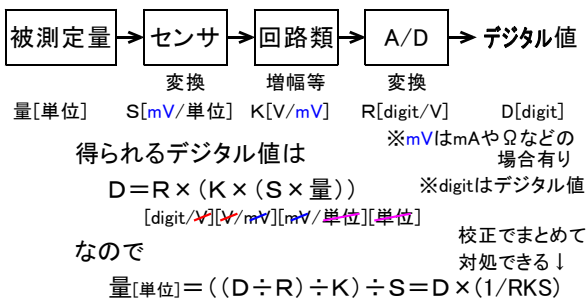 被測定量 センサ 回路類 A/D デジタル値
変換 増幅等 変換
量[単位] S[mV/単位] K[V/mV] R[digit/V] D[digit]
※mVはmAやΩなどの
場合有り
得られるデジタル値は
D=R×(K×(S×量))
※digitはデジタル値
[digit/V][V/mV][mV/単位][単位]
校正でまとめて
対処できる↓
なので
量[単位]=((D÷R)÷K)÷S=D×(1/RKS)